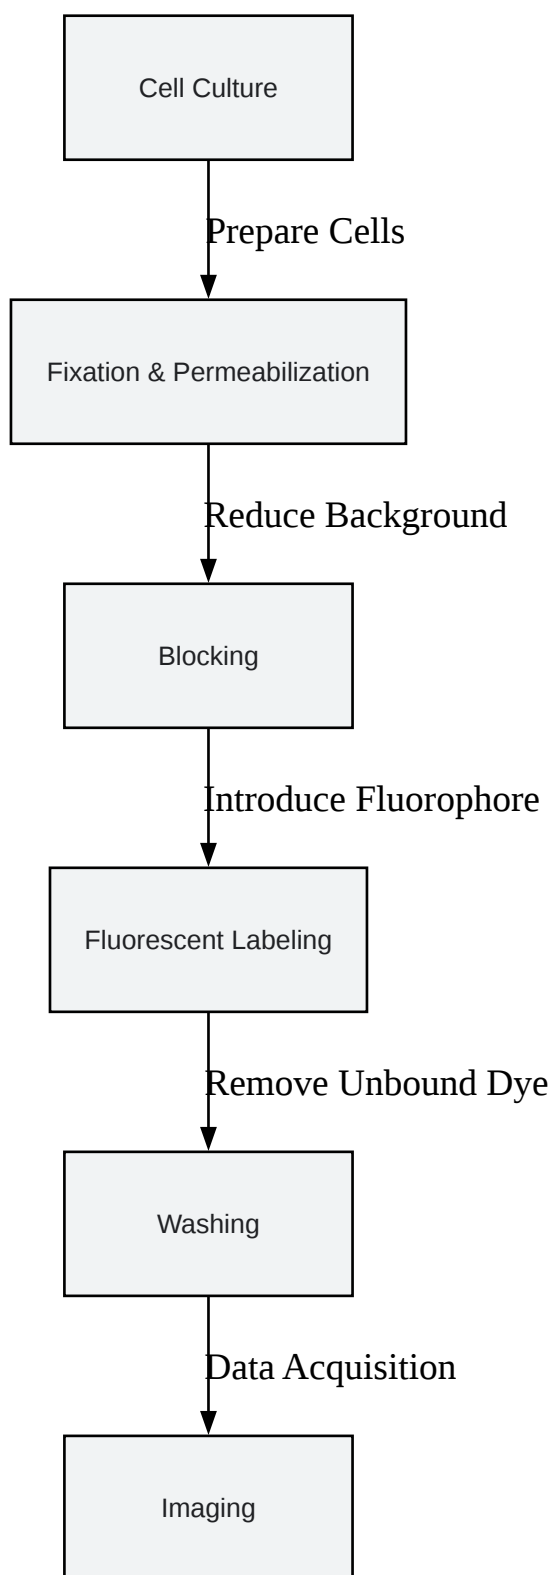 Cell Culture
Prepare Cells
Fixation & Permeabilization
Reduce Background
Blocking
Introduce Fluorophore
Fluorescent Labeling
Remove Unbound Dye
Washing
Data Acquisition
Imaging